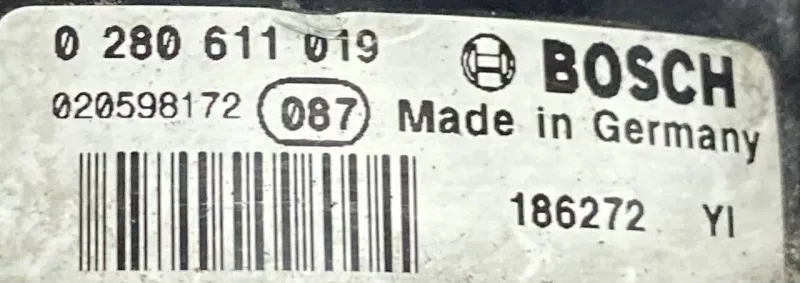 0 280 611 019
BOSCH
020598172 087 Made in Germany
186272 YI